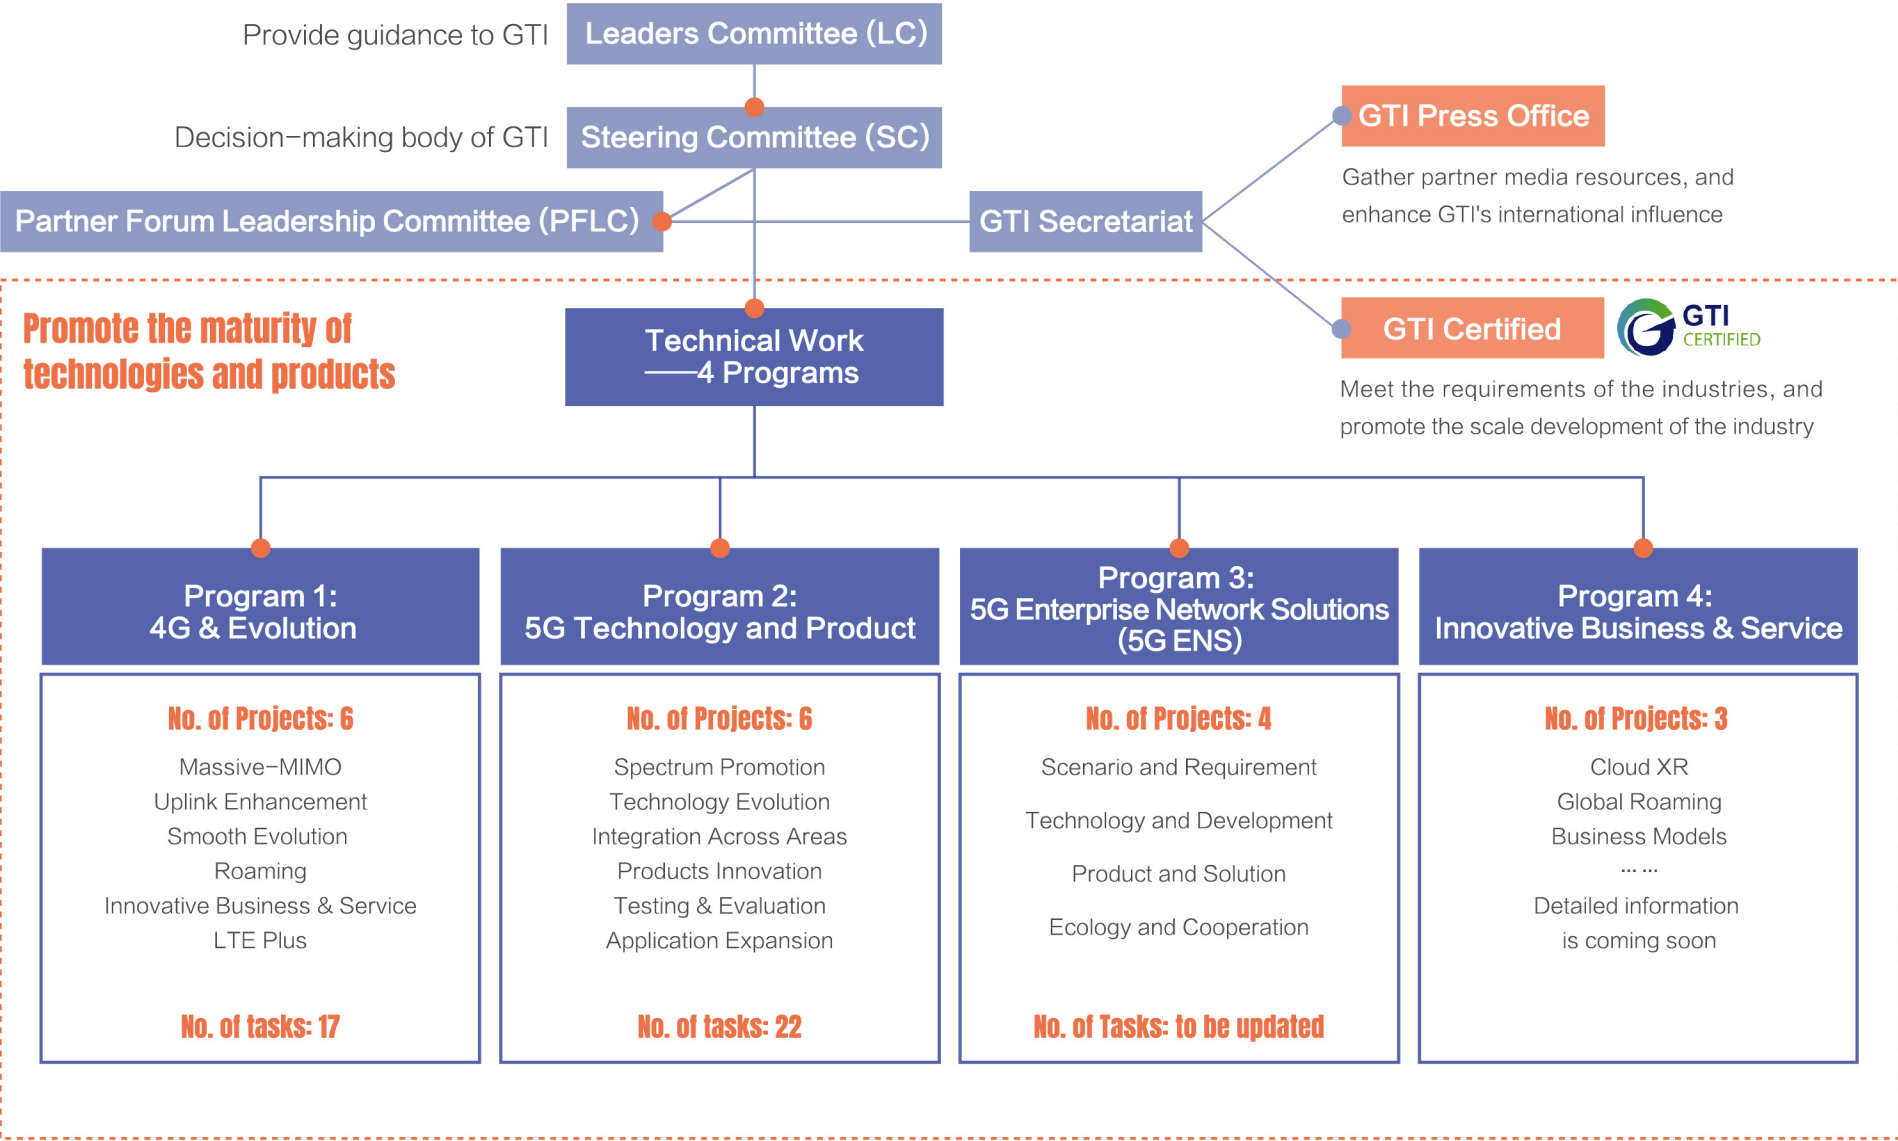 Provide guidance to GTI
Leaders Committee (LC)
Decision-making body of GTI
Steering Committee (SC)
GTI Press Office
Gather partner media resources, and
enhance GTI's international influence
Partner Forum Leadership Committee (PFLC)
GTI Secretariat
Promote the maturity of
technologies and products
Technical Work
——4 Programs
GTI Certified
GTI
CERTIFIED
Meet the requirements of the industries, and
promote the scale development of the industry
Program 1:
4G & Evolution
No. of Projects: 6
Massive-MIMO
Uplink Enhancement
Smooth Evolution
Roaming
Innovative Business & Service
LTE Plus
No. of tasks: 17
Program 2:
5G Technology and Product
No. of Projects: 6
Spectrum Promotion
Technology Evolution
Integration Across Areas
Products Innovation
Testing & Evaluation
Application Expansion
No. of tasks: 22
Program 3:
5G Enterprise Network Solutions
(5G ENS)
No. of Projects: 4
Scenario and Requirement
Technology and Development
Product and Solution
Ecology and Cooperation
No. of Tasks: to be updated
Program 4:
Innovative Business & Service
No. of Projects: 3
Cloud XR
Global Roaming
Business Models
... ...
Detailed information
is coming soon